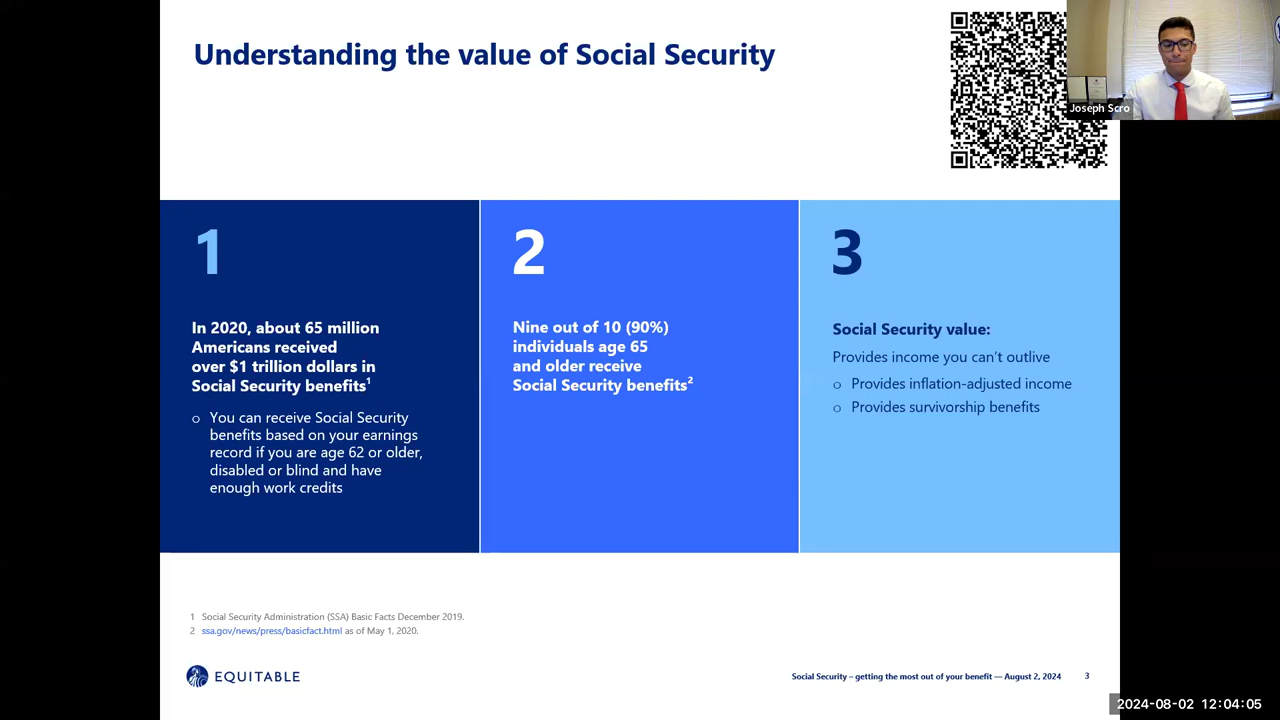 Understanding the value of Social Security
Joseph Scro
1
In 2020, about 65 million
Americans received
over $1 trillion dollars in
Social Security benefits1
o You can receive Social Security
benefits based on your earnings
record if you are age 62 or older,
disabled or blind and have
enough work credits
2
Nine out of 10 (90%)
individuals age 65
and older receive
Social Security benefits2
3
Social Security value:
Provides income you can’t outlive
o Provides inflation-adjusted income
o Provides survivorship benefits
1 Social Security Administration (SSA) Basic Facts December 2019.
2 ssa.gov/news/press/basicfact.html as of May 1, 2020.
EQUITABLE
Social Security – getting the most out of your benefit — August 2, 2024 3
2024-08-02 12:04:05